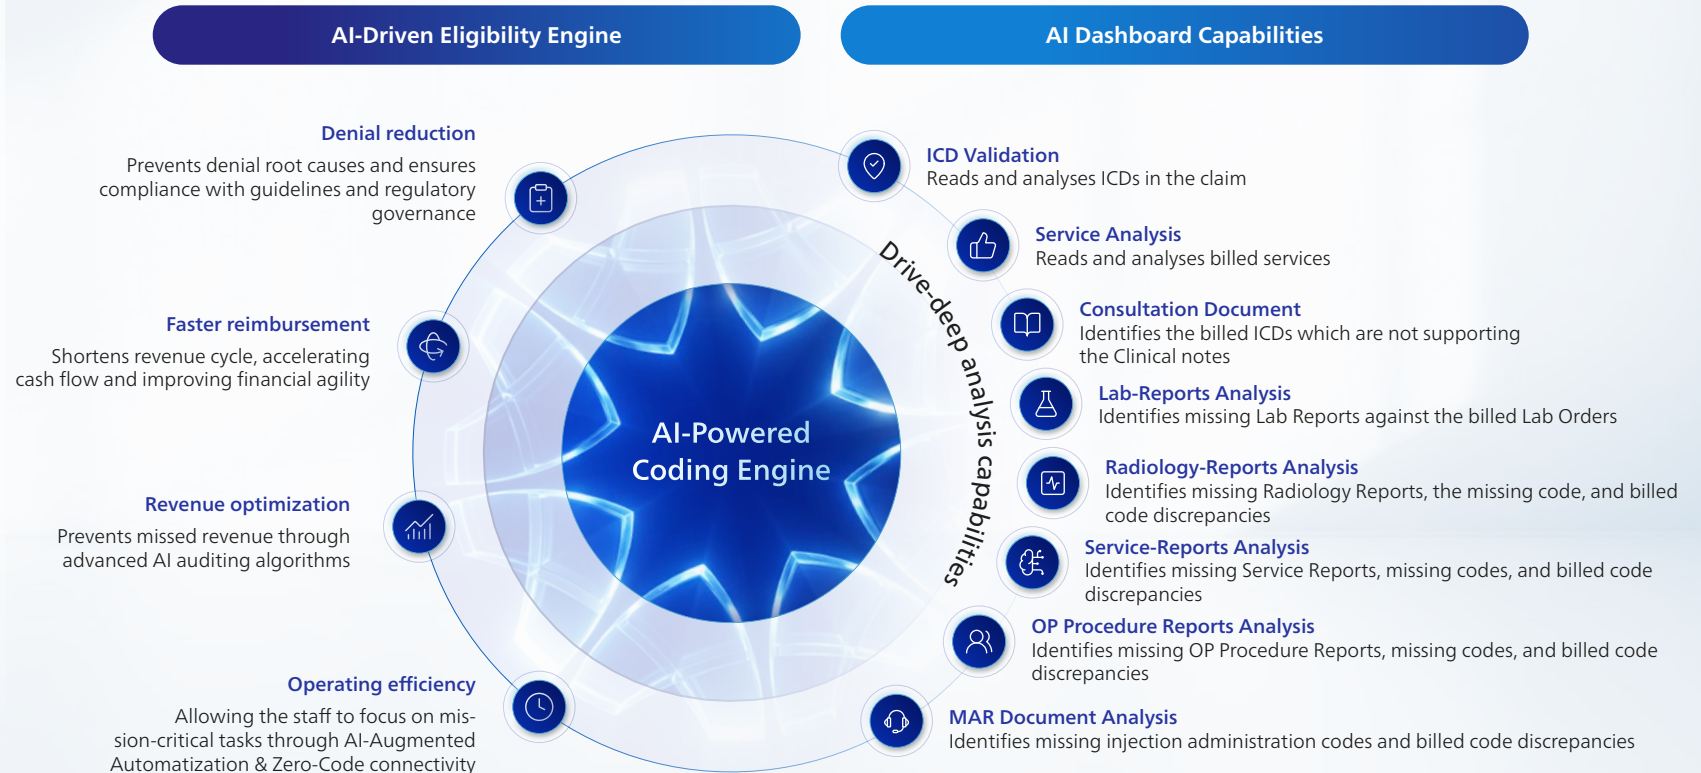 AI-Driven Eligibility Engine
AI Dashboard Capabilities
Denial reduction
Prevents denial root causes and ensures
compliance with guidelines and regulatory
governance
Faster reimbursement
Shortens revenue cycle, accelerating
cash flow and improving financial agility
Revenue optimization
Prevents missed revenue through
advanced AI auditing algorithms
Operating efficiency
Allowing the staff to focus on mis-
sion-critical tasks through AI-Augmented
Automatization & Zero-Code connectivity
AI-Powered
Coding Engine
Drive-deep analysis capabilities
ICD Validation
Reads and analyses ICDs in the claim
Service Analysis
Reads and analyses billed services
Consultation Document
Identifies the billed ICDs which are not supporting
the Clinical notes
Lab-Reports Analysis
Identifies missing Lab Reports against the billed Lab Orders
Radiology-Reports Analysis
Identifies missing Radiology Reports, the missing code, and billed
code discrepancies
Service-Reports Analysis
Identifies missing Service Reports, missing codes, and billed code
discrepancies
OP Procedure Reports Analysis
Identifies missing OP Procedure Reports, missing codes, and billed code
discrepancies
MAR Document Analysis
Identifies missing injection administration codes and billed code discrepancies